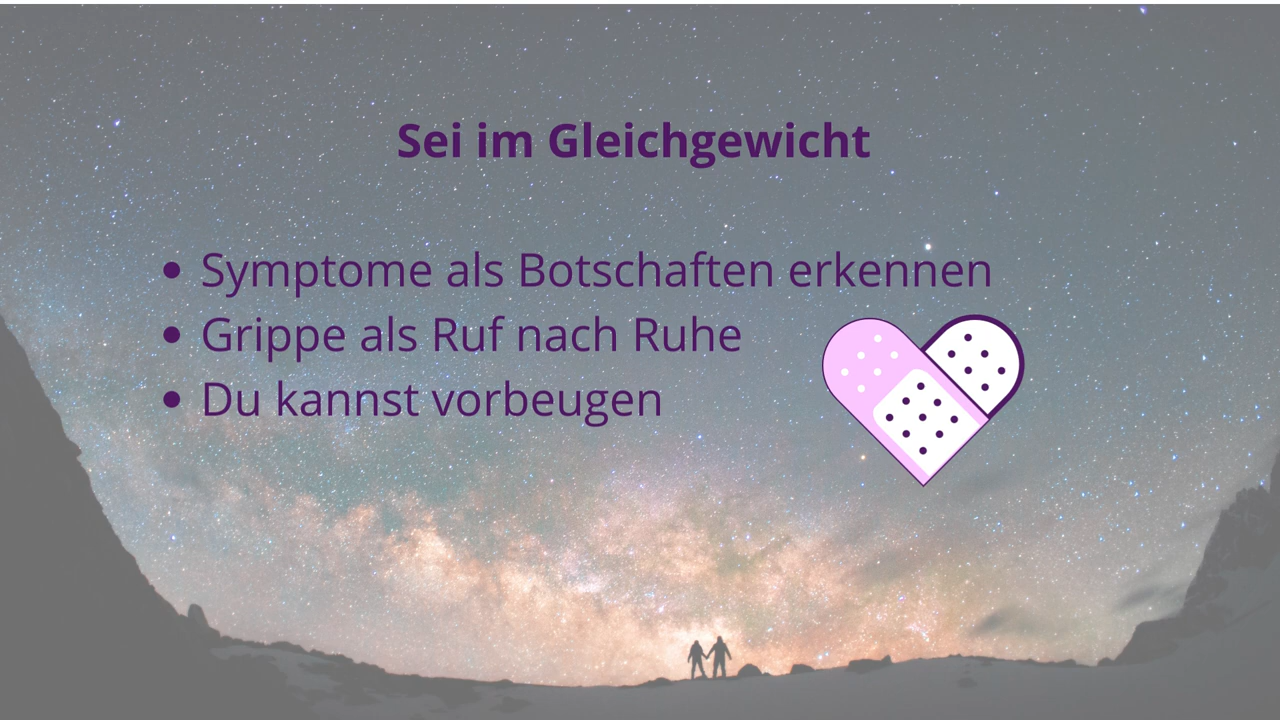 Sei im Gleichgewicht
• Symptome als Botschaften erkennen
• Grippe als Ruf nach Ruhe
• Du kannst vorbeugen